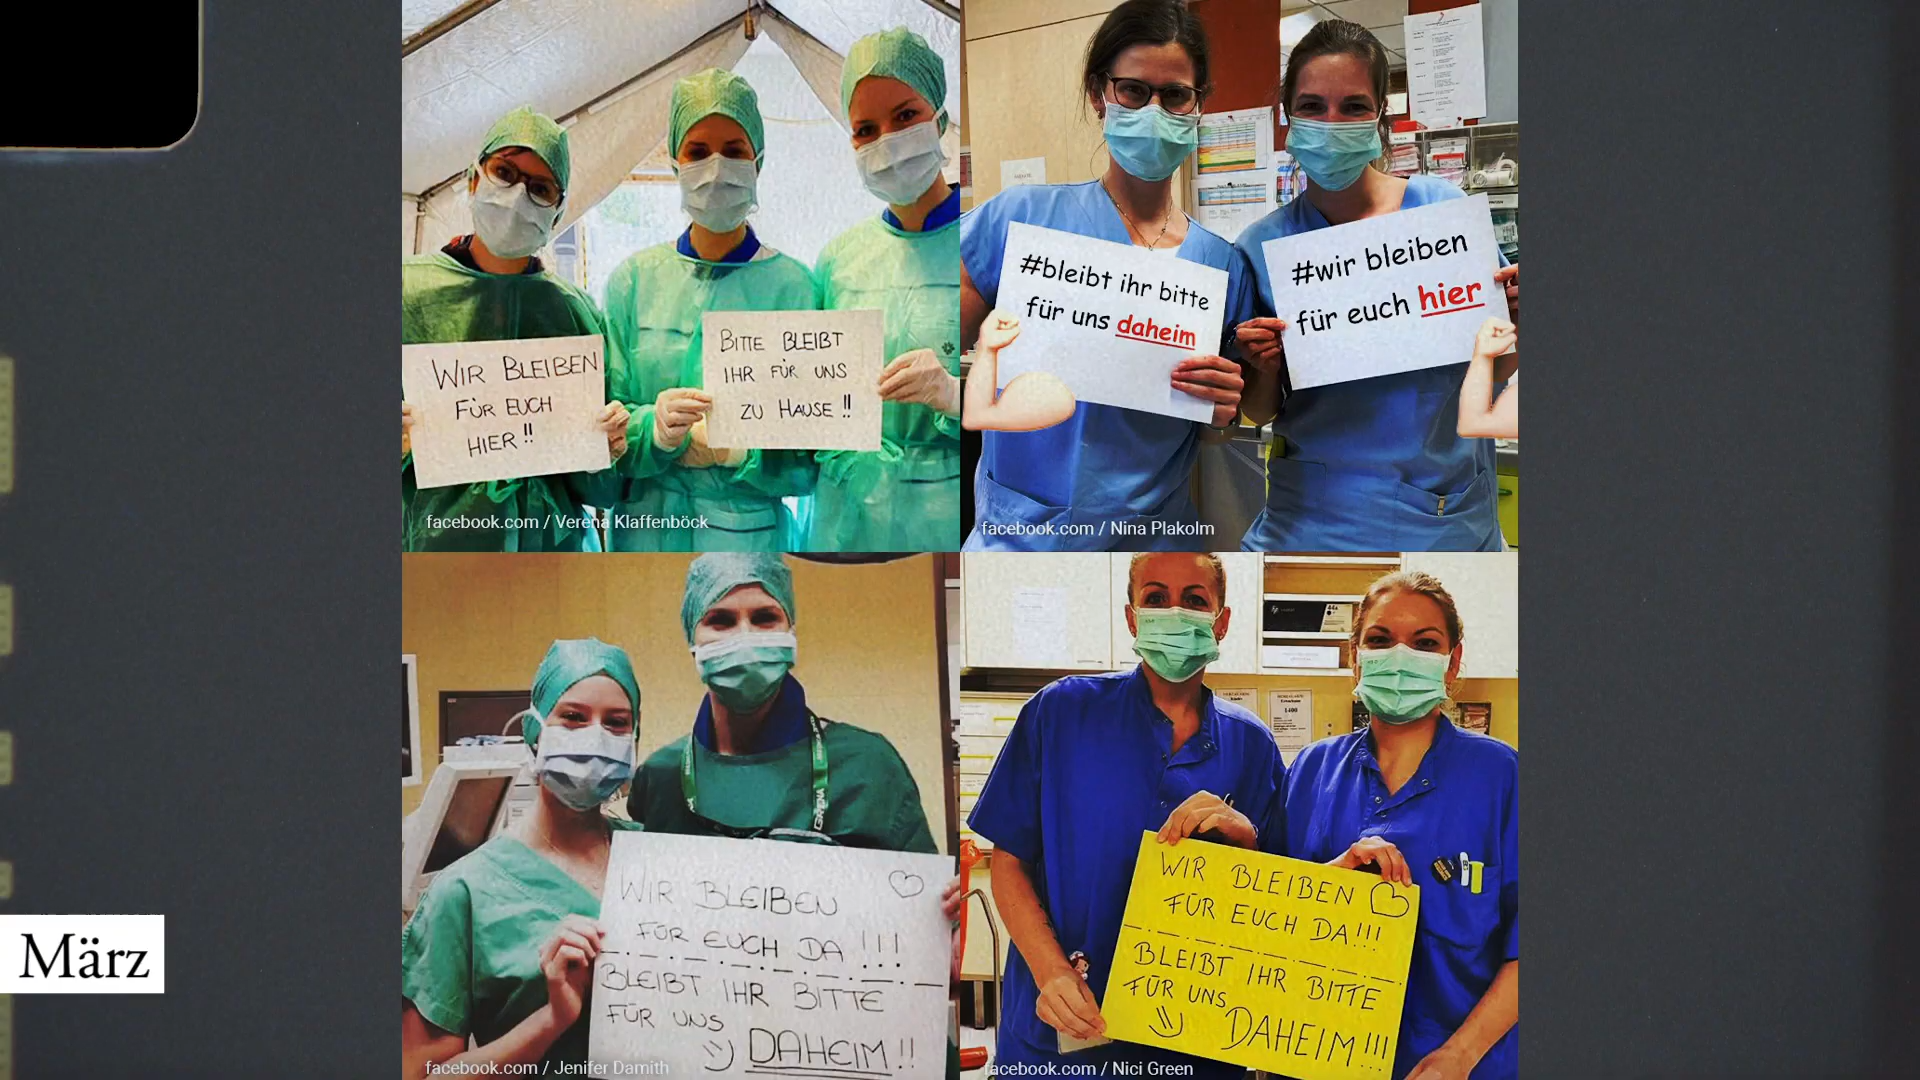 WIR BLEIBEN
FÜR EUCH
HIER!!
BITTE BLEIBT
IHR FÜR UNS
ZU HAUSE!!
facebook.com / Verena Klaffenböck
#bleibt ihr bitte
für uns daheim
#wir bleiben
für euch hier
facebook.com / Nina Plakolm
WIR BLEIBEN
FÜR EUCH DA!!!
BLEIBT IHR BITTE
FÜR UNS
DAHEIM!!
facebook.com / Jenifer Damith
WIR BLEIBEN
FÜR EUCH DA!!!
BLEIBT IHR BITTE
FÜR UNS
DAHEIM!!!
facebook.com / Nici Green
1400
März